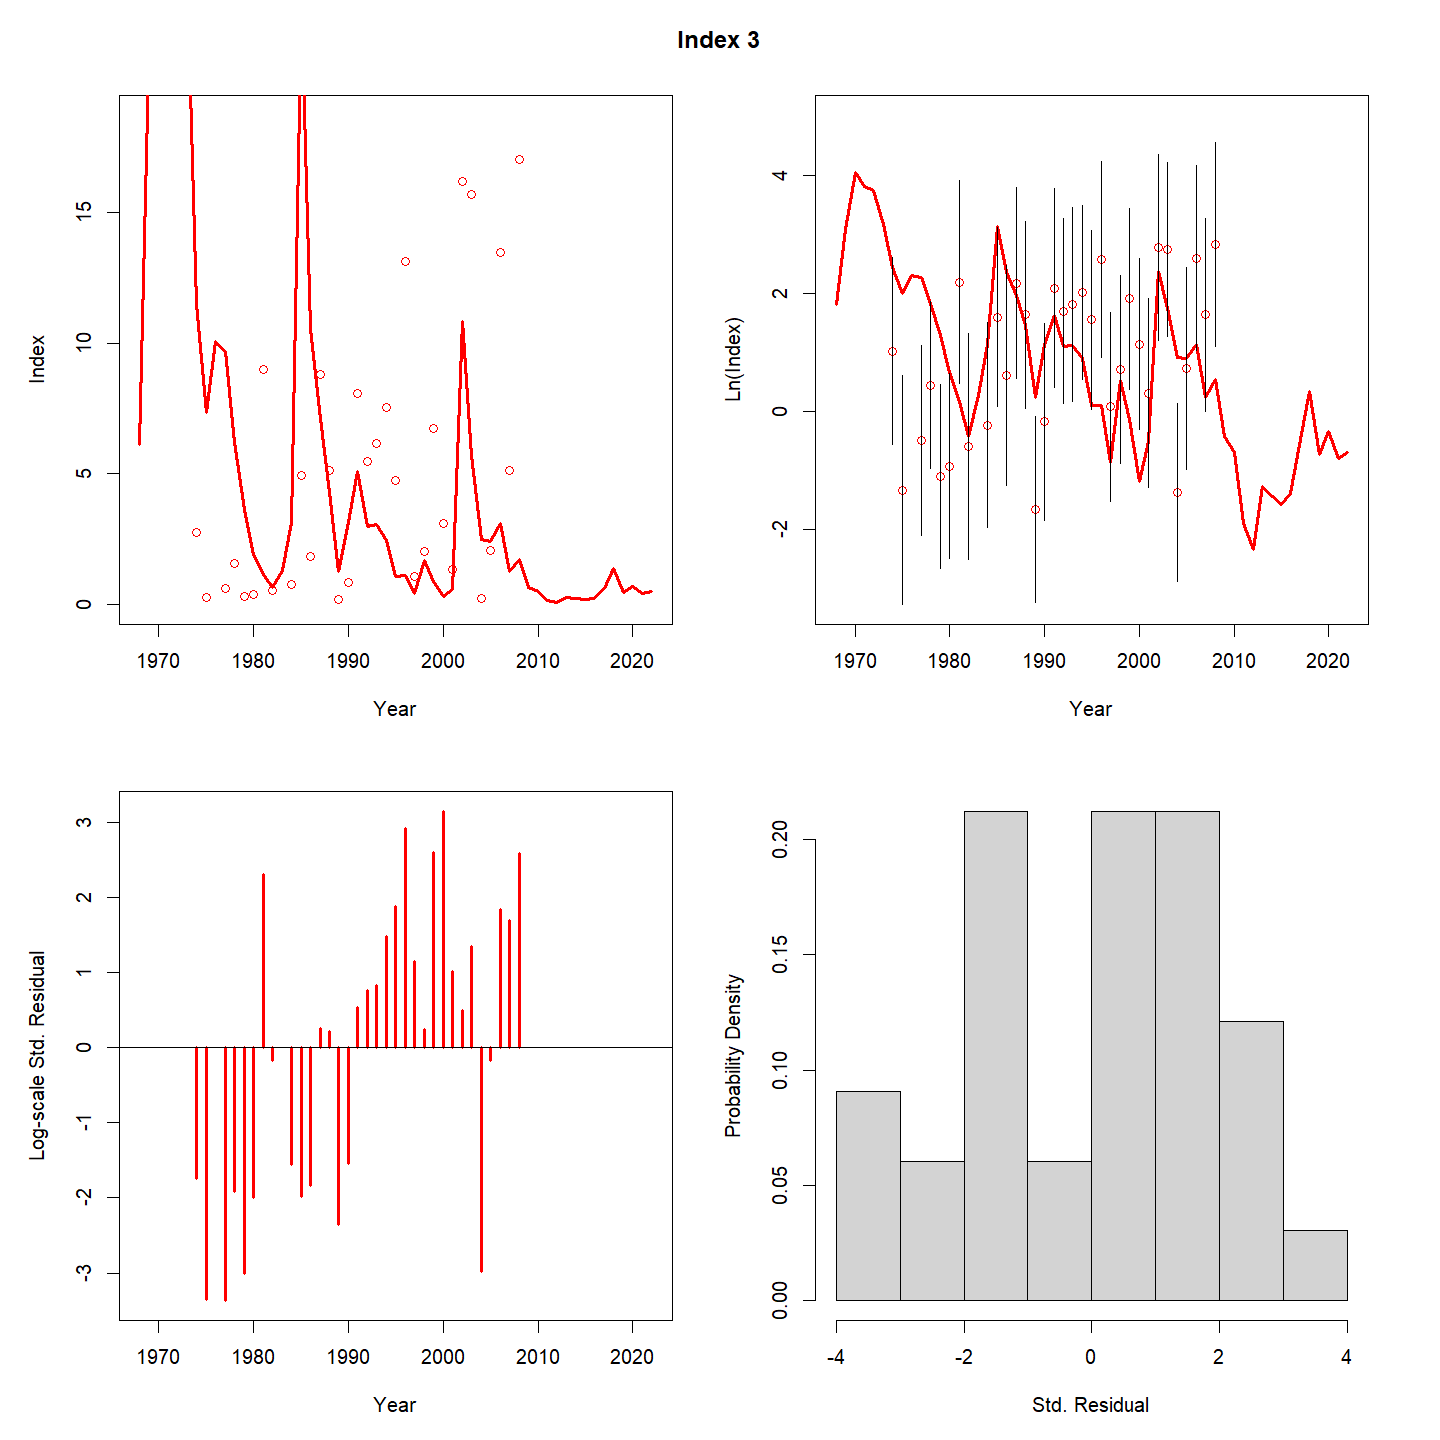 Index 3
Index
0 5 10 15
1970 1980 1990 2000 2010 2020
Year
Ln(Index)
-2 0 2 4
1970 1980 1990 2000 2010 2020
Year
Log-scale Std. Residual
-3 -2 -1 0 1 2 3
1970 1980 1990 2000 2010 2020
Year
Probability Density
0.00 0.05 0.10 0.15 0.20
-4 -2 0 2 4
Std. Residual